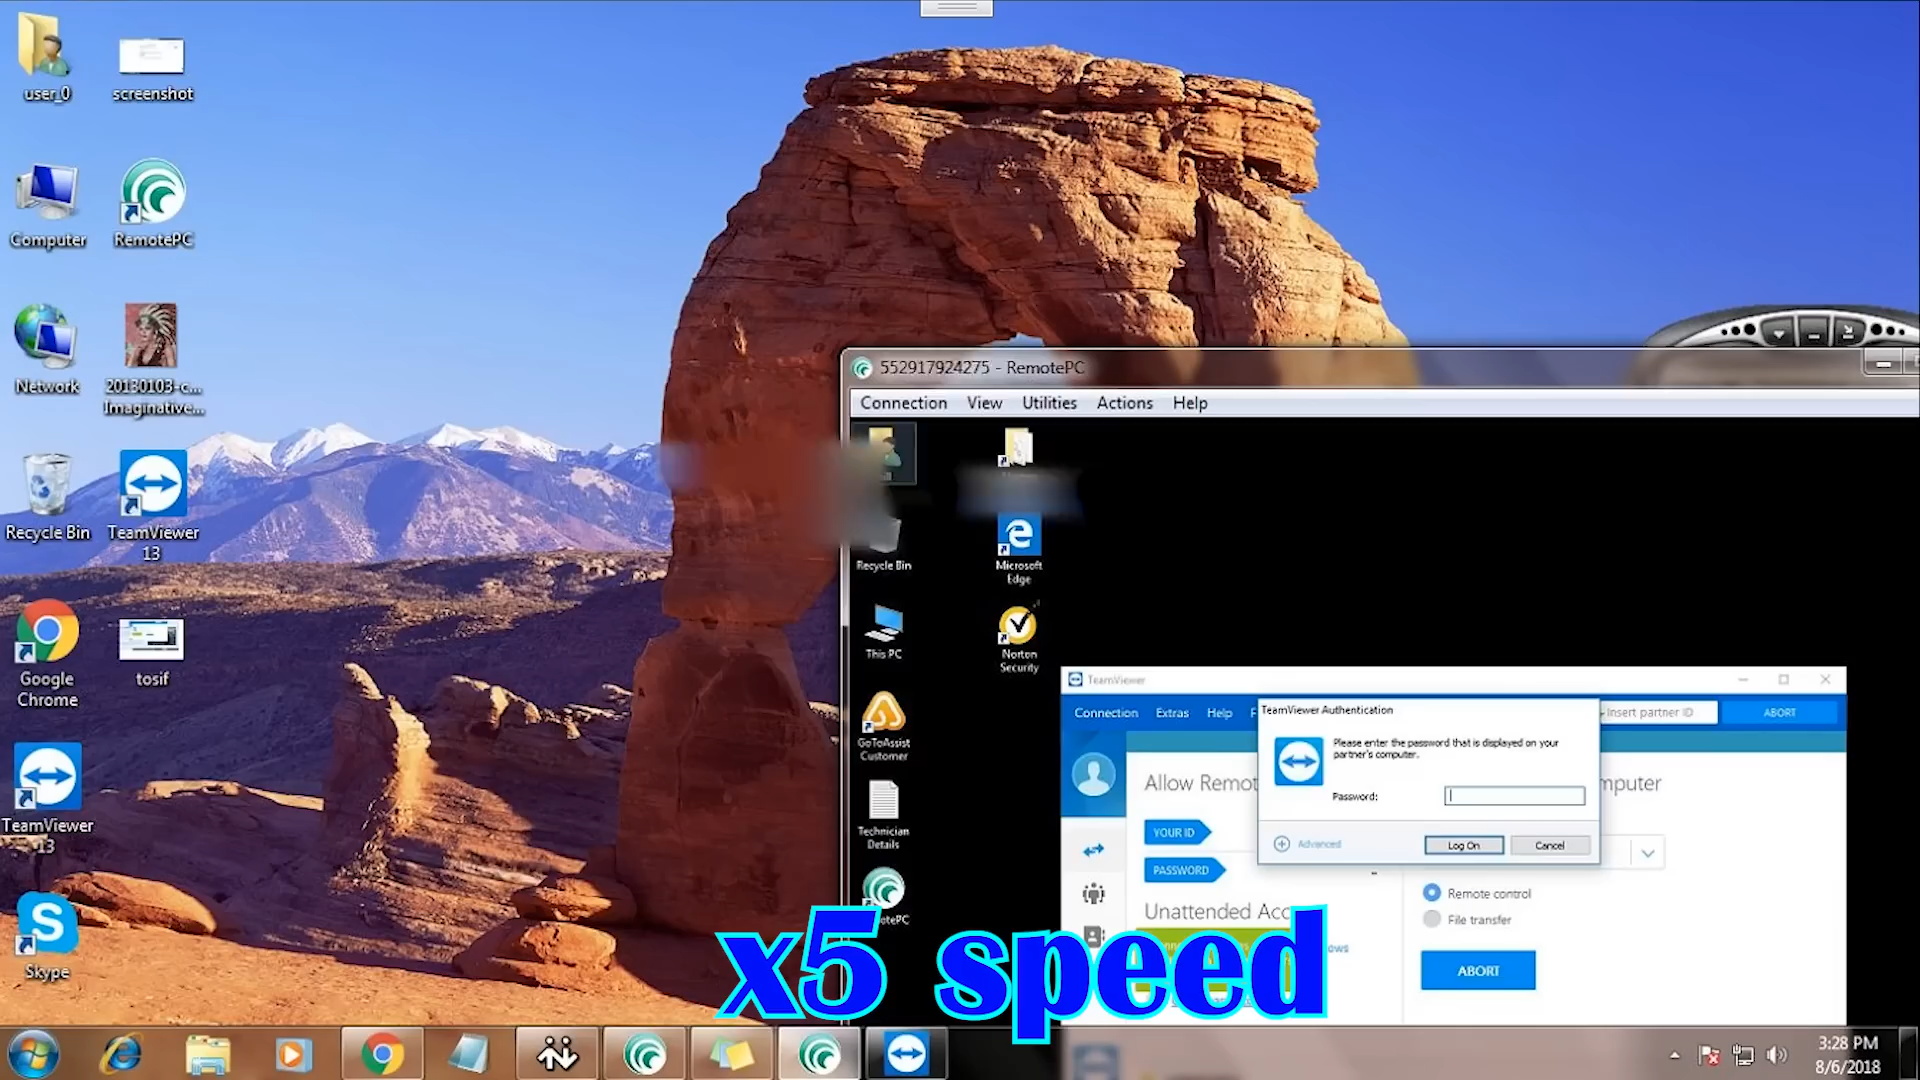 user_0
screenshot
Computer
RemotePC
Network
20130103-c...
Imaginative...
Recycle Bin
TeamViewer
13
Google
Chrome
tosif
TeamViewer
13
Skype
552917924275 - RemotePC
Connection View Utilities Actions Help
Recycle Bin
Microsoft
Edge
This PC
Norton
Security
GoToAssist
Customer
Technician
Details
TeamViewer
Connection Extras Help
Insert partner ID
ABORT
TeamViewer Authentication
Please enter the password that is displayed on your
partner's computer.
Password:
Advanced
Log On
Cancel
Allow Remo
mputer
YOUR ID
PASSWORD
Unattended Acc
Remote control
File transfer
ABORT
x5 speed
3:28 PM
8/6/2018